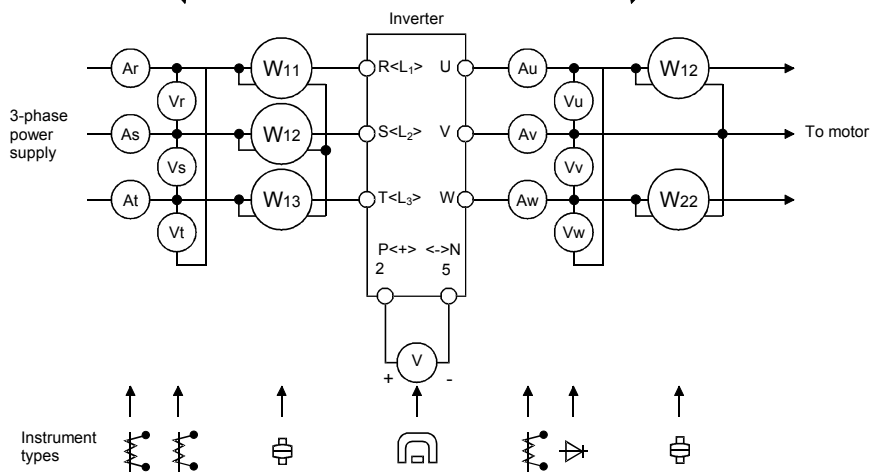 Inverter
Ar W11 R<L1> U Au W12
Vr Vu
3-phase
power
supply
As W12 S<L2> V Av To motor
Vs Vv
At W13 T<L3> W Aw W22
Vt Vw
P<+> <->N
2 5
V
+ -
Instrument
types